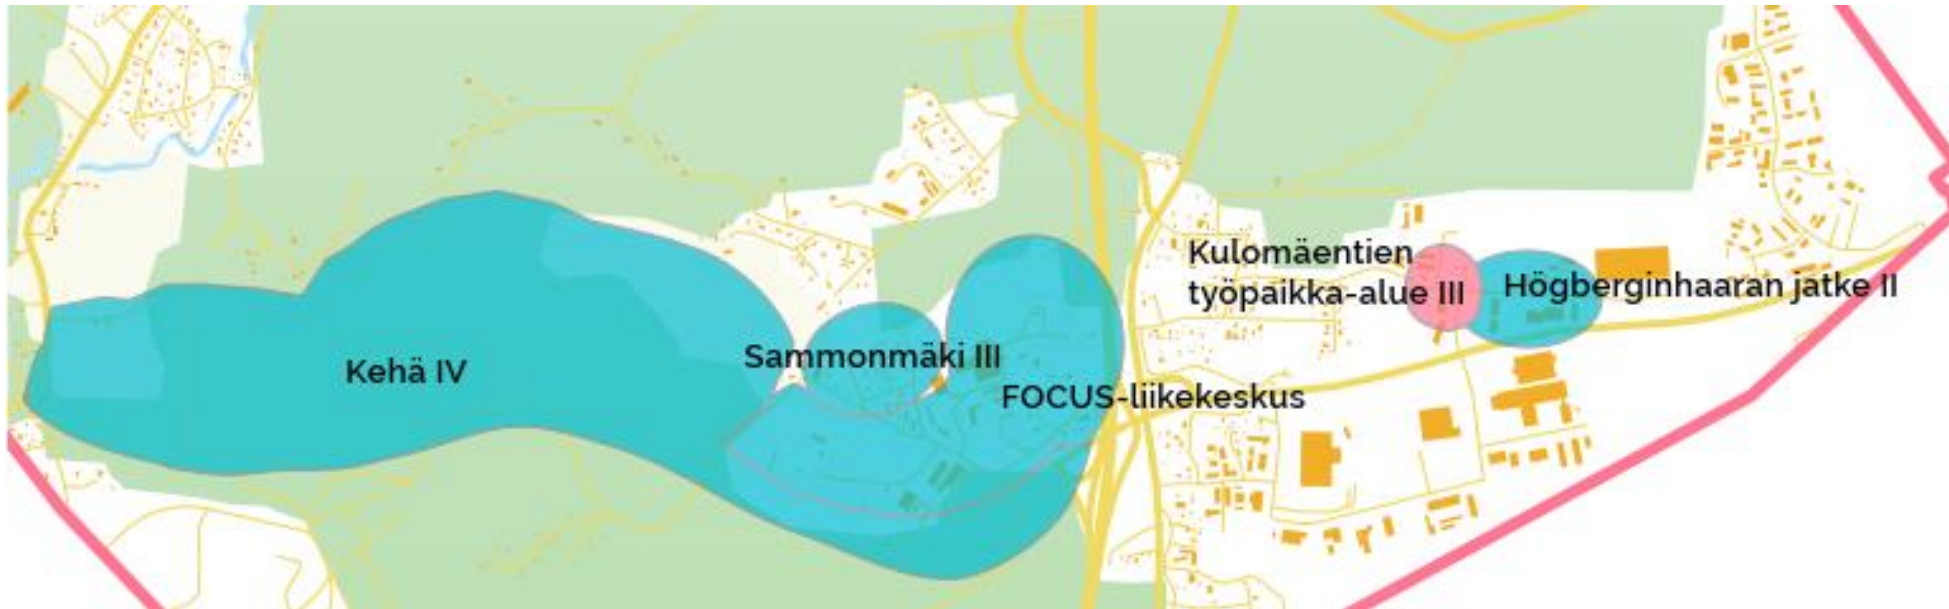 Kulomäentien
työpaikka-alue III
Högberginhaaran jatke II
Sammonmäki III
Kehä IV
FOCUS-liikekeskus